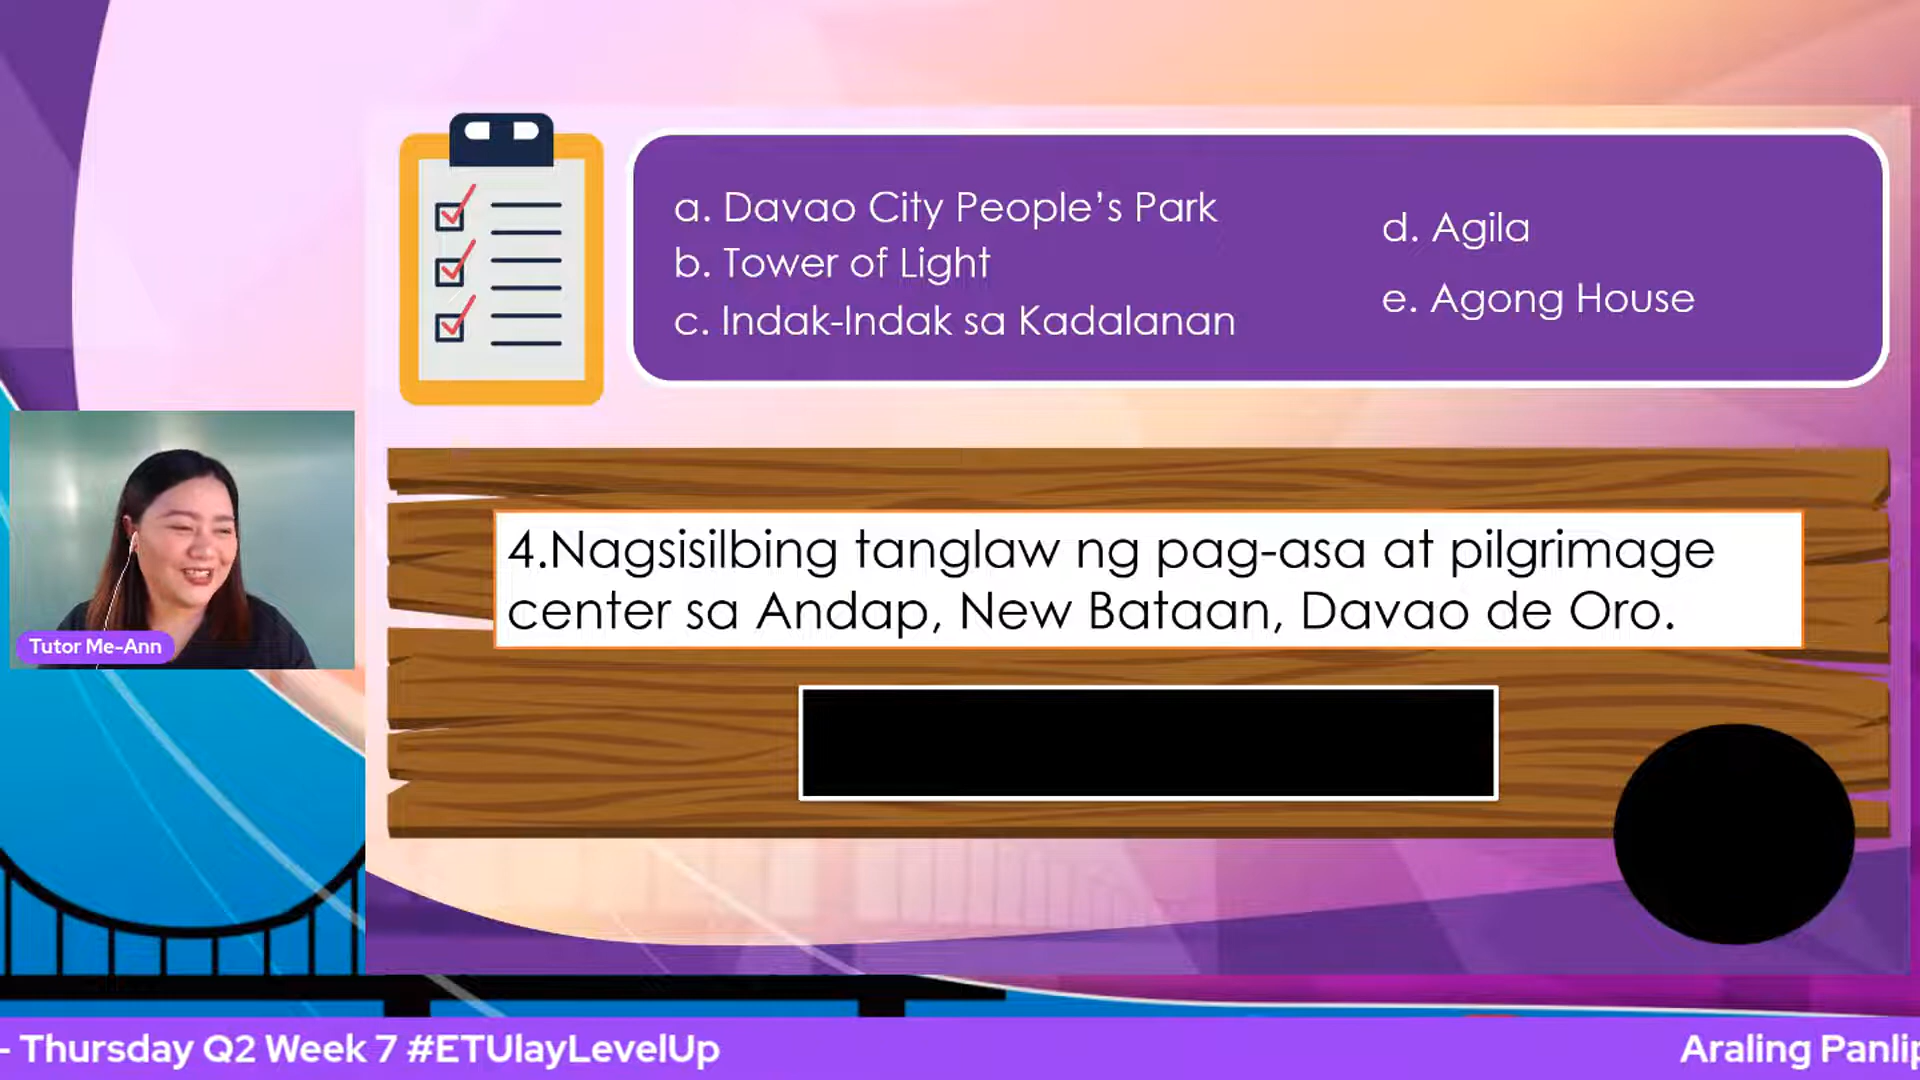 a. Davao City People’s Park
b. Tower of Light
c. Indak-Indak sa Kadalanan
d. Agila
e. Agong House
4.Nagsisilbing tanglaw ng pag-asa at pilgrimage
center sa Andap, New Bataan, Davao de Oro.
Tutor Me-Ann
- Thursday Q2 Week 7 #ETUlayLevelUp
Araling Panlip